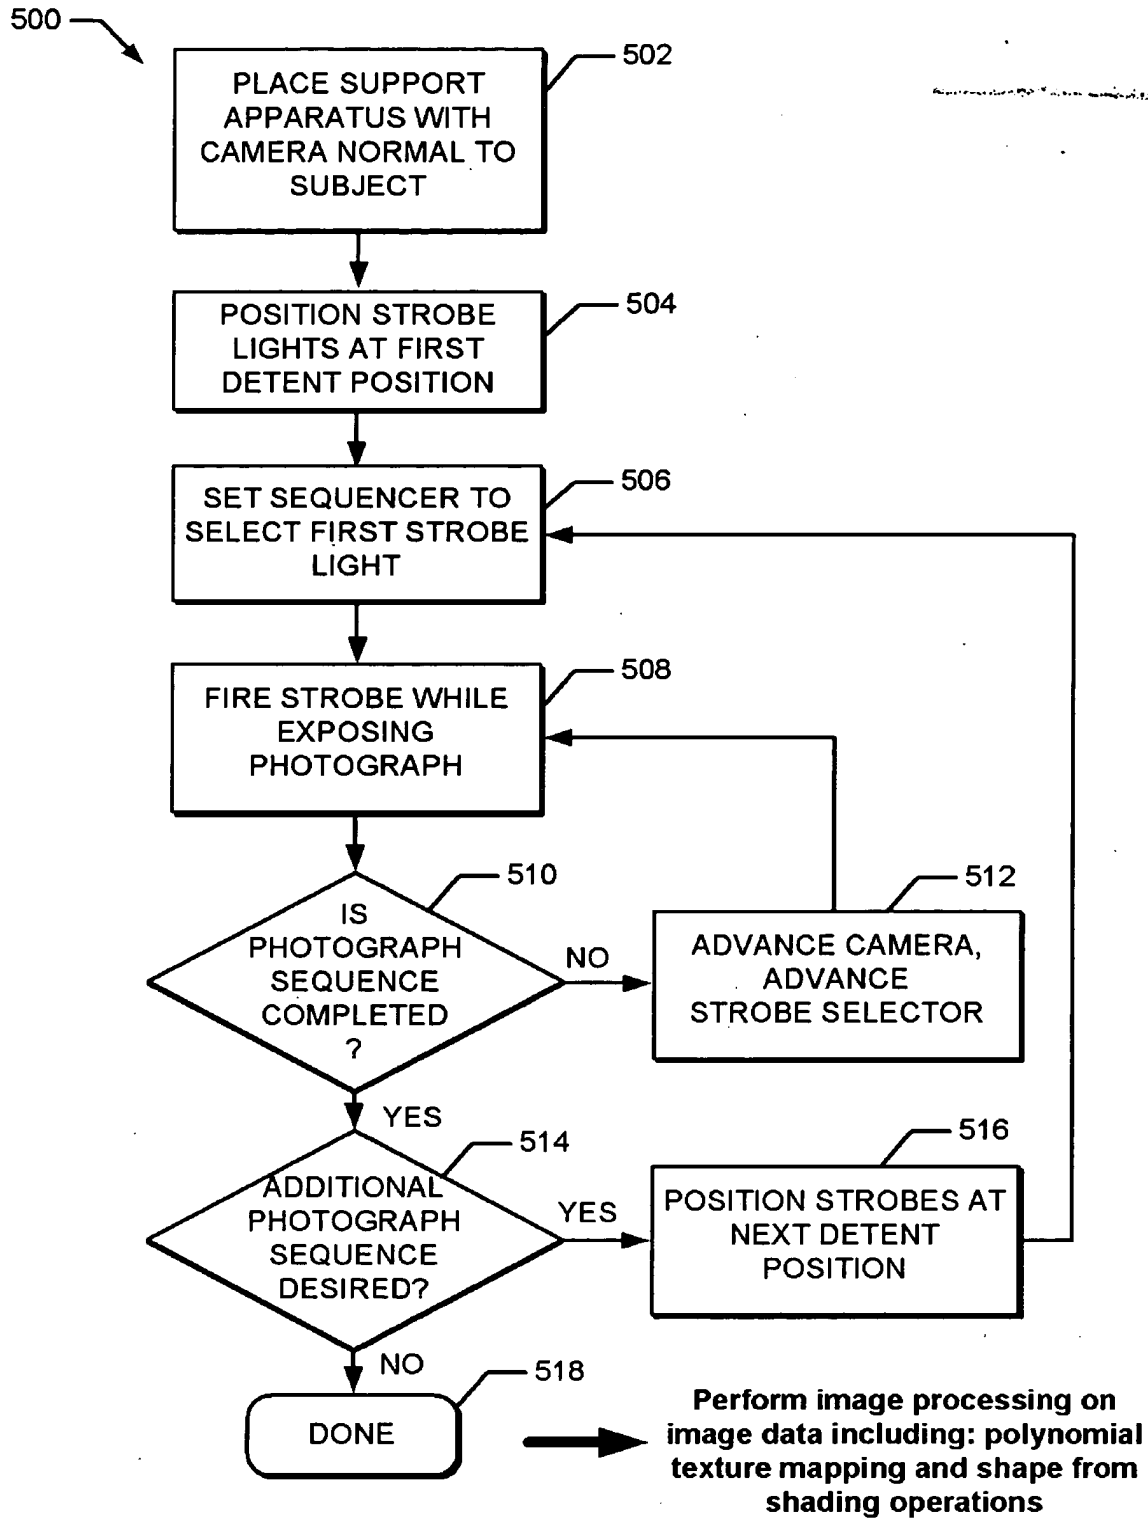 500
502
PLACE SUPPORT
APPARATUS WITH
CAMERA NORMAL TO
SUBJECT
504
POSITION STROBE
LIGHTS AT FIRST
DETENT POSITION
506
SET SEQUENCER TO
SELECT FIRST STROBE
LIGHT
508
FIRE STROBE WHILE
EXPOSING
PHOTOGRAPH
510
IS
PHOTOGRAPH
SEQUENCE
COMPLETED
?
NO
512
ADVANCE CAMERA,
ADVANCE
STROBE SELECTOR
YES
514
ADDITIONAL
PHOTOGRAPH
SEQUENCE
DESIRED?
YES
516
POSITION STROBES AT
NEXT DETENT
POSITION
NO
518
DONE
Perform image processing on
image data including: polynomial
texture mapping and shape from
shading operations